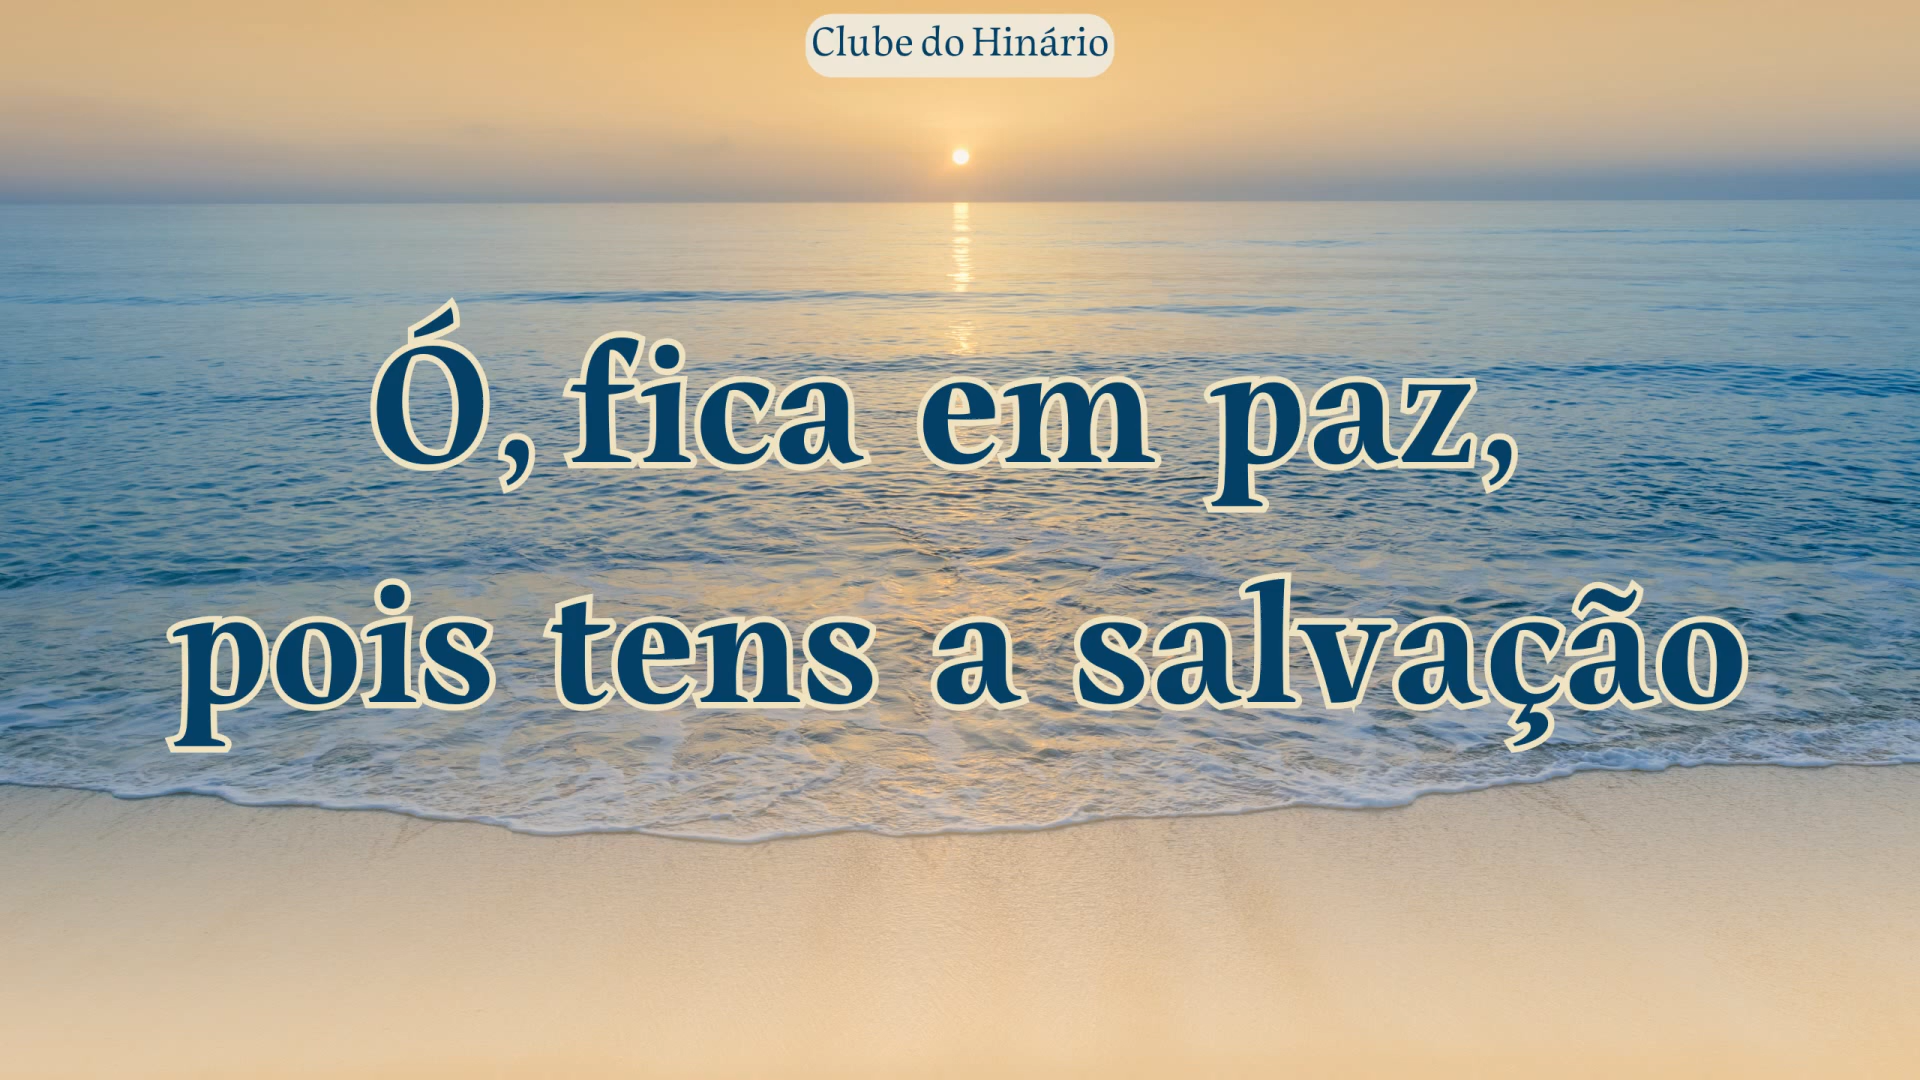 Clube do Hinário
Ó, fica em paz,
pois tens a salvação